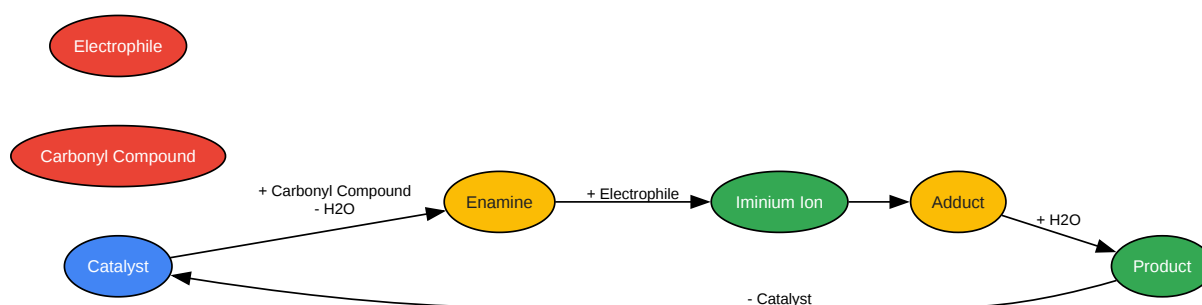 Electrophile
Carbonyl Compound
+ Carbonyl Compound
- H2O
Enamine
+ Electrophile
Iminium Ion
Adduct
+ H2O
Catalyst
Product
- Catalyst